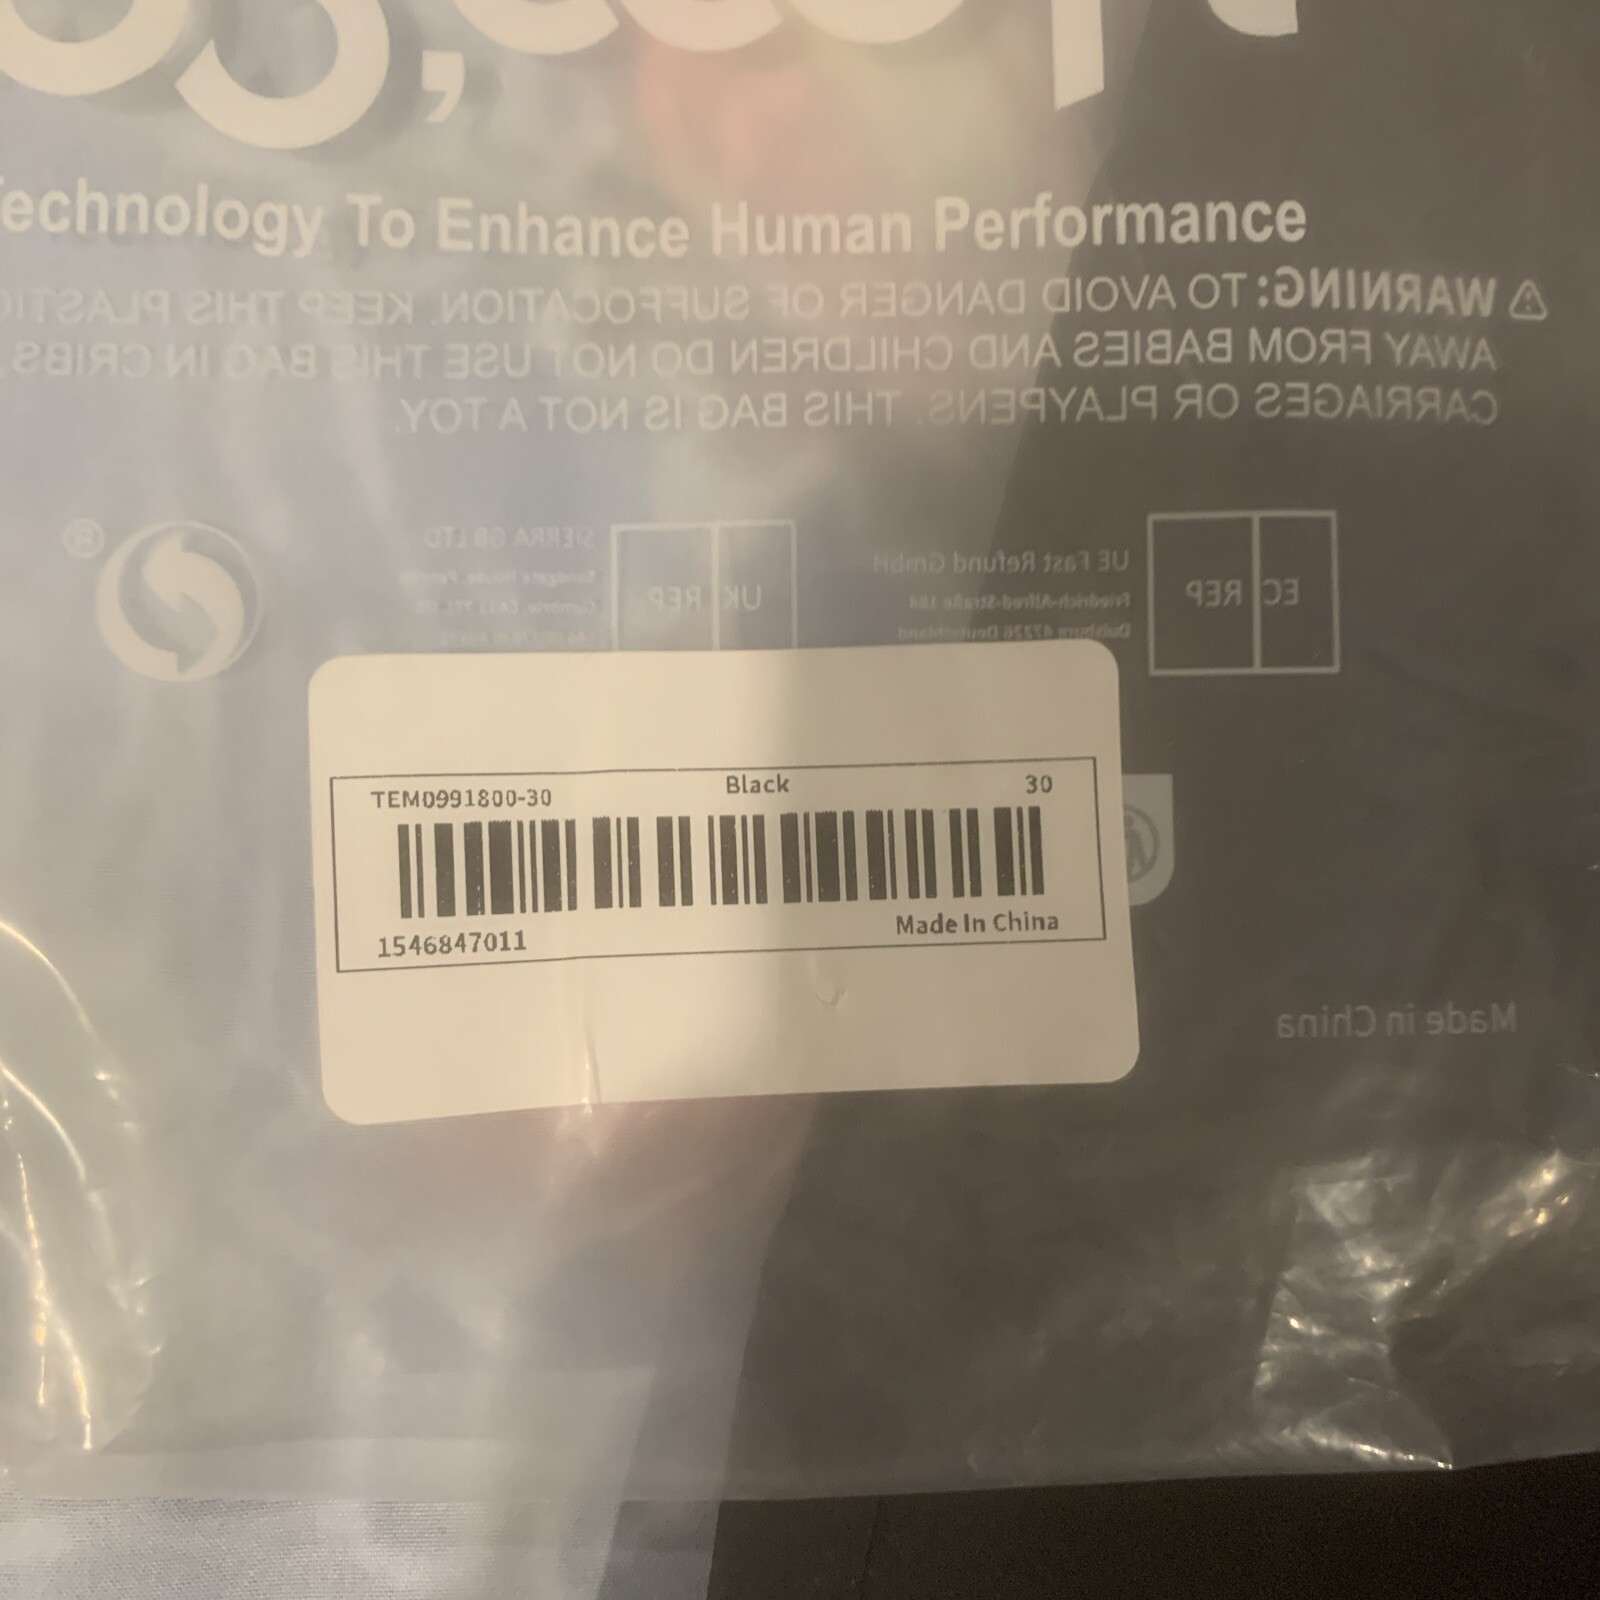 echnology To Enhance Human Performance
WARNING: TO AVOID DANGER OF SUFFOCATION. KEEP THIS
AWAY FROM BABIES AND CHILDREN DO NOT USE THIS BAG IN CRIBS.
CARRIAGES OR PLAYPENS. THIS BAG IS NOT A TOY.
EC REP
UE Fast Refund GmbH
Friedrich-Alfred-Straße 184
Duisburg 47226 Deutschland
UK REP
SIERRA GB LTD
®
TEM0991800-30 Black 30
1546847011 Made In China
Made in China